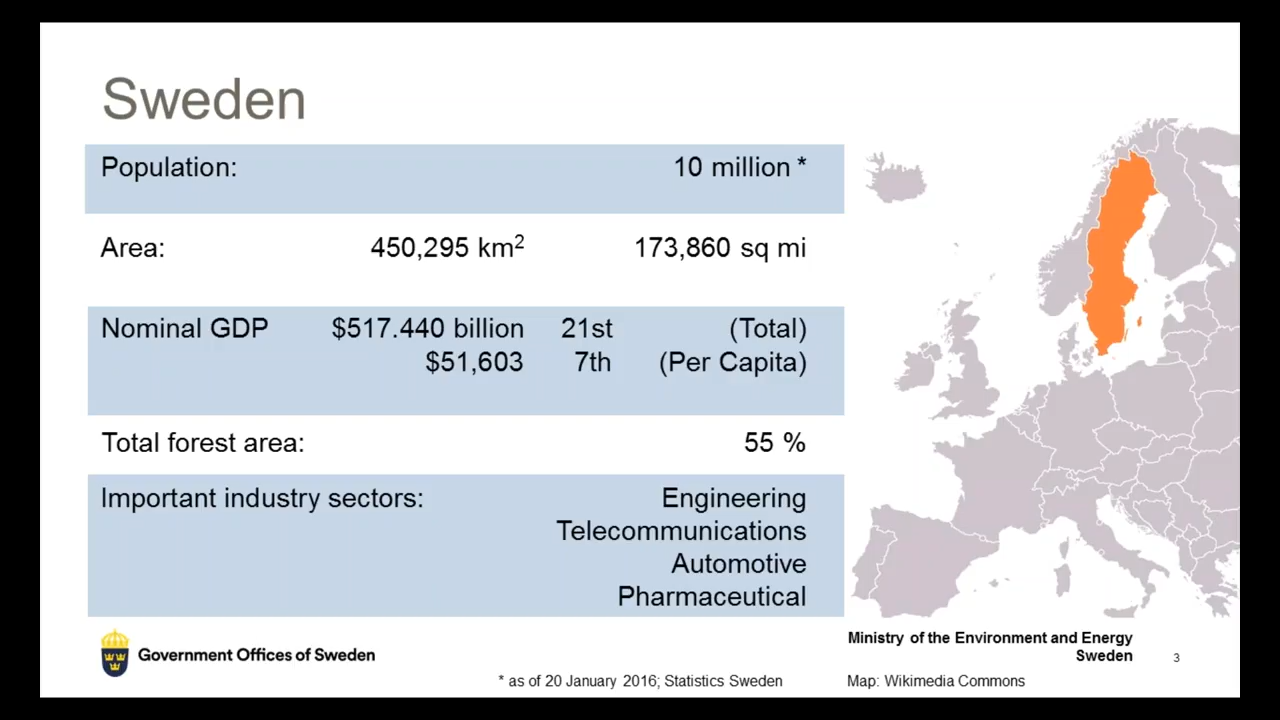 Sweden
Population: 10 million *
Area: 450,295 km² 173,860 sq mi
Nominal GDP $517.440 billion 21st (Total)
$51,603 7th (Per Capita)
Total forest area: 55 %
Important industry sectors: Engineering
Telecommunications
Automotive
Pharmaceutical
Government Offices of Sweden
Ministry of the Environment and Energy
Sweden
3
* as of 20 January 2016; Statistics Sweden
Map: Wikimedia Commons